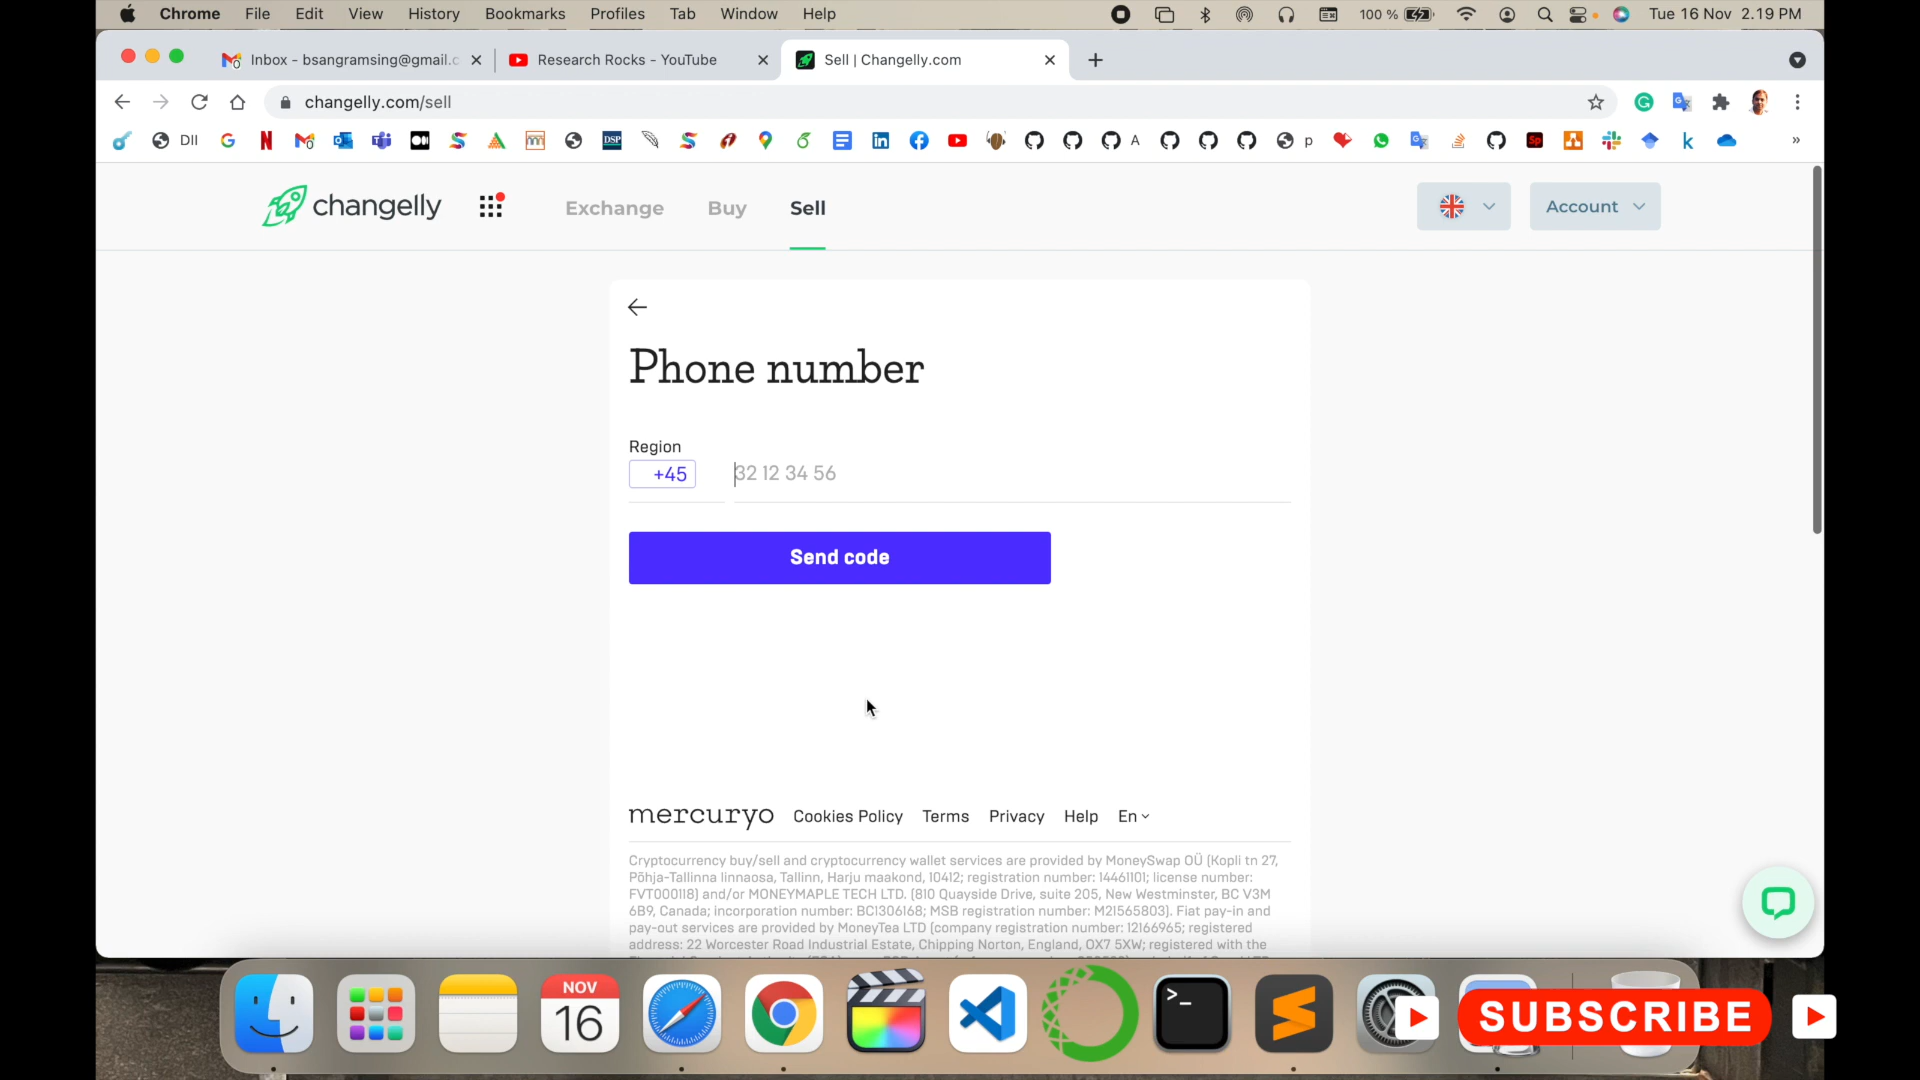 Chrome File Edit View History Bookmarks Profiles Tab Window Help 100 % Tue 16 Nov 2.19 PM
Inbox - bsangramsing@gmail.c Research Rocks - YouTube Sell | Changelly.com
changelly.com/sell
DII DSP A p Sp k »
changelly Exchange Buy Sell Account
Phone number
Region
+45 32 12 34 56
Send code
mercuryo Cookies Policy Terms Privacy Help En
Cryptocurrency buy/sell and cryptocurrency wallet services are provided by MoneySwap OÜ (Kopli tn 27,
Põhja-Tallinna linnaosa, Tallinn, Harju maakond, 10412; registration number: 14461101; license number:
FVT000118) and/or MONEYMAPLE TECH LTD. (810 Quayside Drive, suite 205, New Westminster, BC V3M
6B9, Canada; incorporation number: BC1306168; MSB registration number: M21565803). Fiat pay-in and
pay-out services are provided by MoneyTea LTD (company registration number: 12166965; registered
address: 22 Worcester Road Industrial Estate, Chipping Norton, England, OX7 5XW; registered with the
NOV
16
SUBSCRIBE